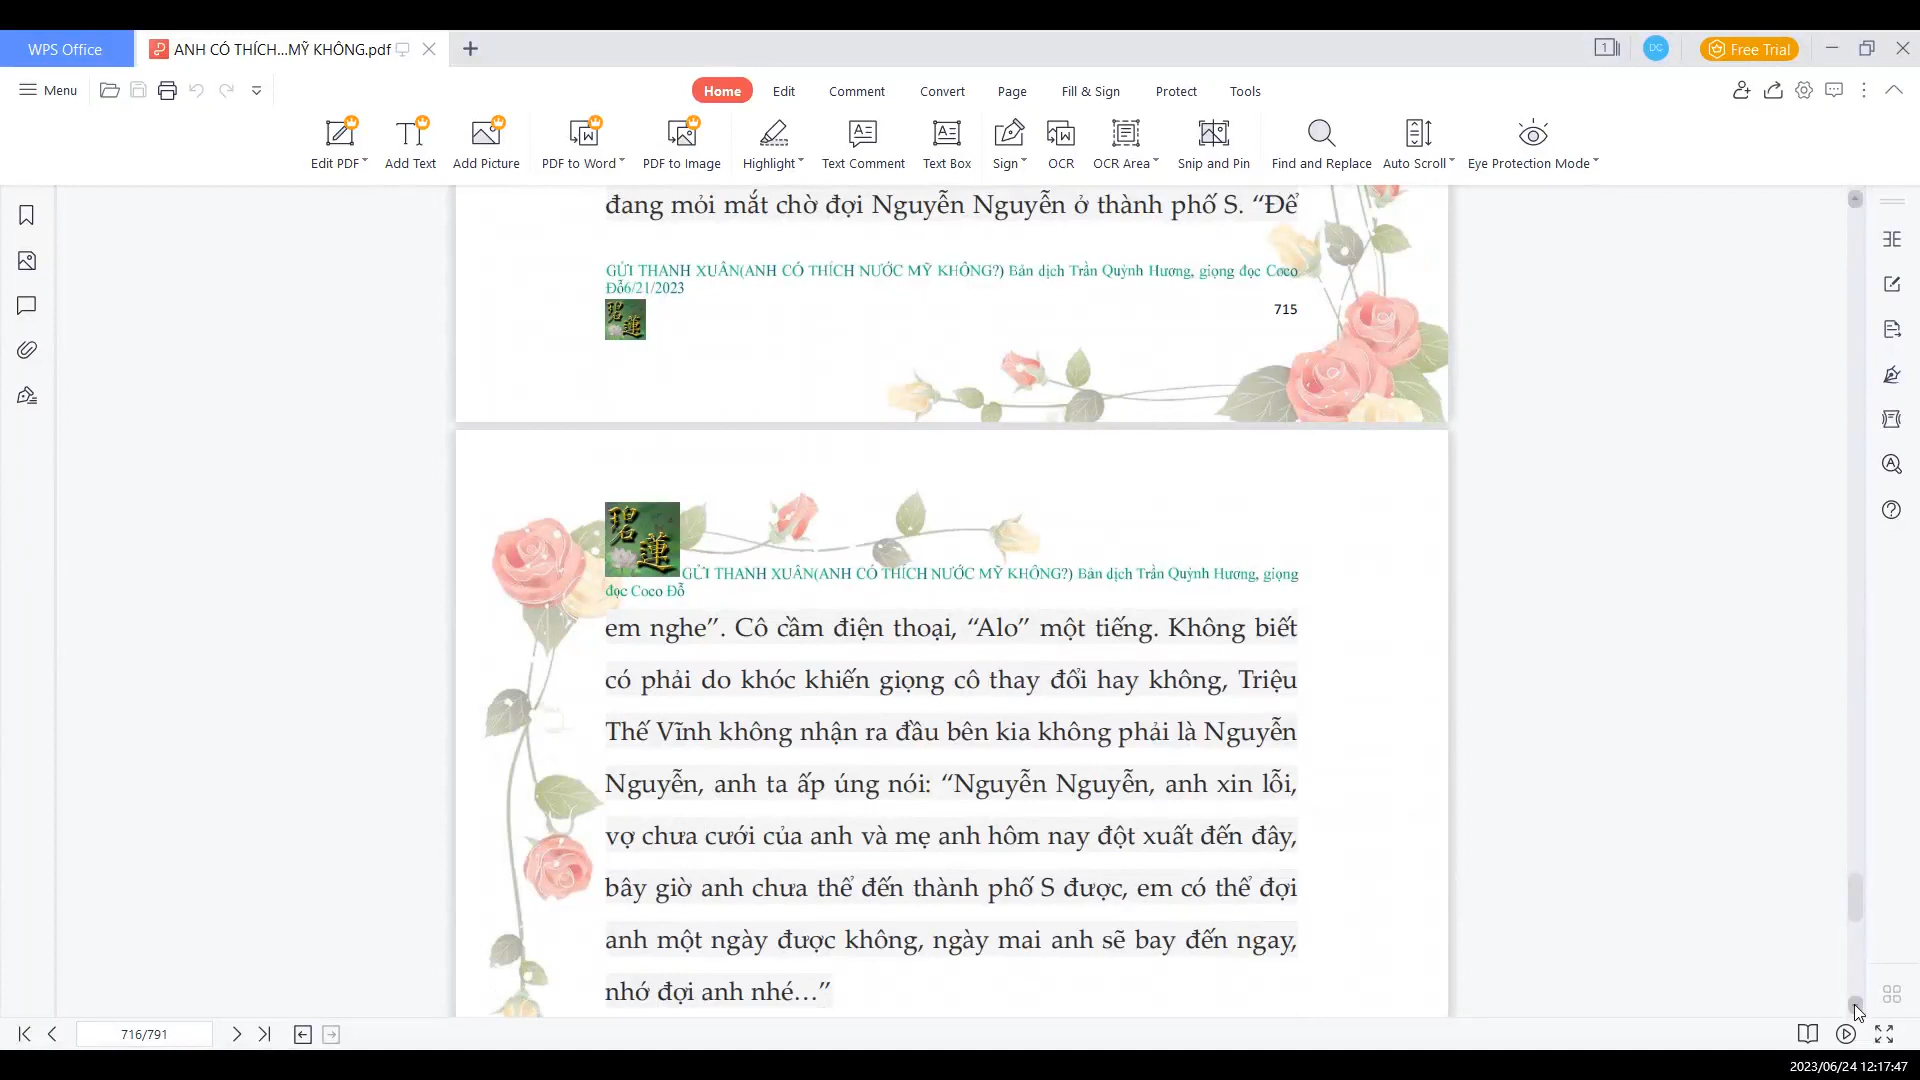 WPS Office
ANH CÓ THÍCH...MỸ KHÔNG.pdf
1
DC
Free Trial
Menu
Home
Edit
Comment
Convert
Page
Fill & Sign
Protect
Tools
Edit PDF
Add Text
Add Picture
PDF to Word
PDF to Image
Highlight
Text Comment
Text Box
Sign
OCR
OCR Area
Snip and Pin
Find and Replace
Auto Scroll
Eye Protection Mode
đang mỏi mắt chờ đợi Nguyễn Nguyễn ở thành phố S. “Để
GỬI THANH XUÂN(ANH CÓ THÍCH NƯỚC MỸ KHÔNG?) Bản dịch Trần Quỳnh Hương, giọng đọc Coco
Đỗ6/21/2023
碧蓮
715
碧蓮
GỬI THANH XUÂN(ANH CÓ THÍCH NƯỚC MỸ KHÔNG?) Bản dịch Trần Quỳnh Hương, giọng
đọc Coco Đỗ
em nghe”. Cô cầm điện thoại, “Alo” một tiếng. Không biết
có phải do khóc khiến giọng cô thay đổi hay không, Triệu
Thế Vĩnh không nhận ra đầu bên kia không phải là Nguyễn
Nguyễn, anh ta ấp úng nói: “Nguyễn Nguyễn, anh xin lỗi,
vợ chưa cưới của anh và mẹ anh hôm nay đột xuất đến đây,
bây giờ anh chưa thể đến thành phố S được, em có thể đợi
anh một ngày được không, ngày mai anh sẽ bay đến ngay,
nhớ đợi anh nhé…”
716/791
2023/06/24 12:17:47